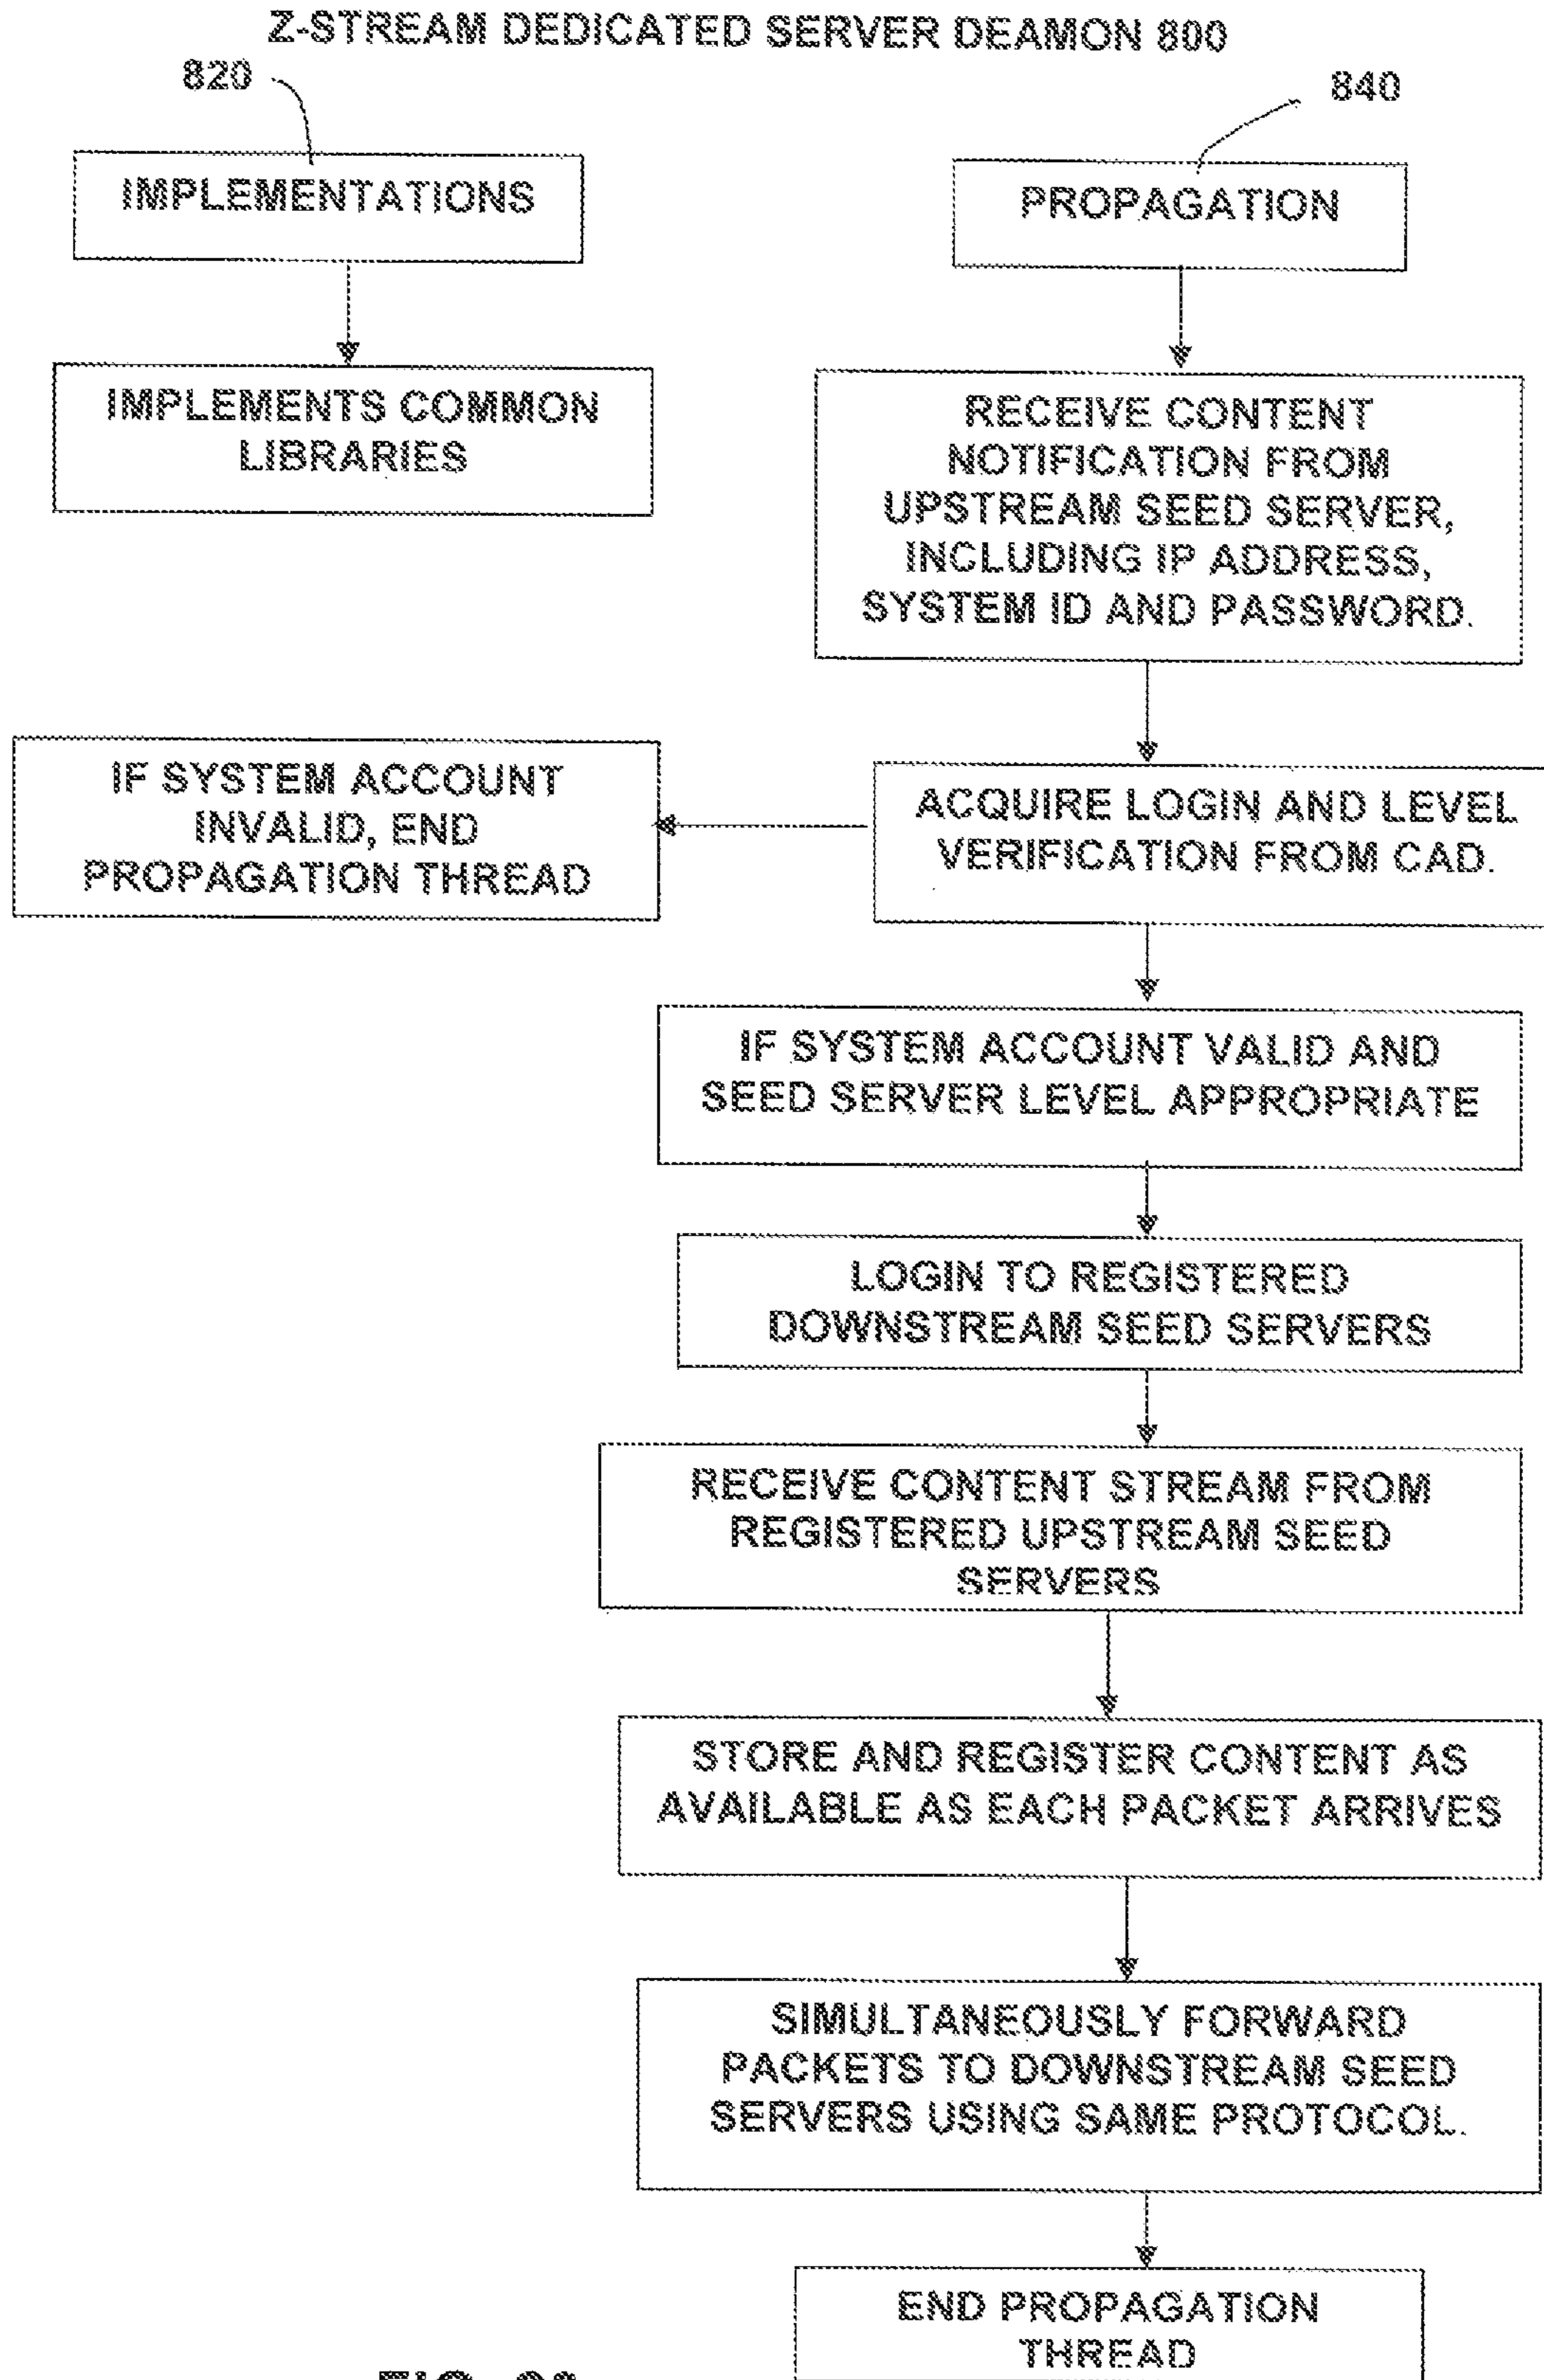 Z-STREAM DEDICATED SERVER DEAMON 800
820
840
IMPLEMENTATIONS
PROPAGATION
IMPLEMENTS COMMON
LIBRARIES
RECEIVE CONTENT
NOTIFICATION FROM
UPSTREAM SEED SERVER,
INCLUDING IP ADDRESS,
SYSTEM ID AND PASSWORD.
IF SYSTEM ACCOUNT
INVALID, END
PROPAGATION THREAD
ACQUIRE LOGIN AND LEVEL
VERIFICATION FROM CAD.
IF SYSTEM ACCOUNT VALID AND
SEED SERVER LEVEL APPROPRIATE
LOGIN TO REGISTERED
DOWNSTREAM SEED SERVERS
RECEIVE CONTENT STREAM FROM
REGISTERED UPSTREAM SEED
SERVERS
STORE AND REGISTER CONTENT AS
AVAILABLE AS EACH PACKET ARRIVES
SIMULTANEOUSLY FORWARD
PACKETS TO DOWNSTREAM SEED
SERVERS USING SAME PROTOCOL.
END PROPAGATION
THREAD
FIG.